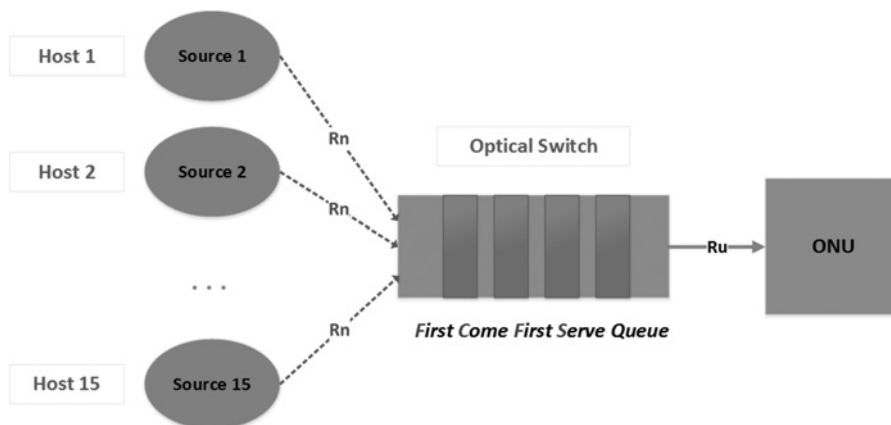 Host 1
Source 1
Rn
Host 2
Source 2
Rn
Optical Switch
Ru
ONU
. . .
Rn
First Come First Serve Queue
Host 15
Source 15